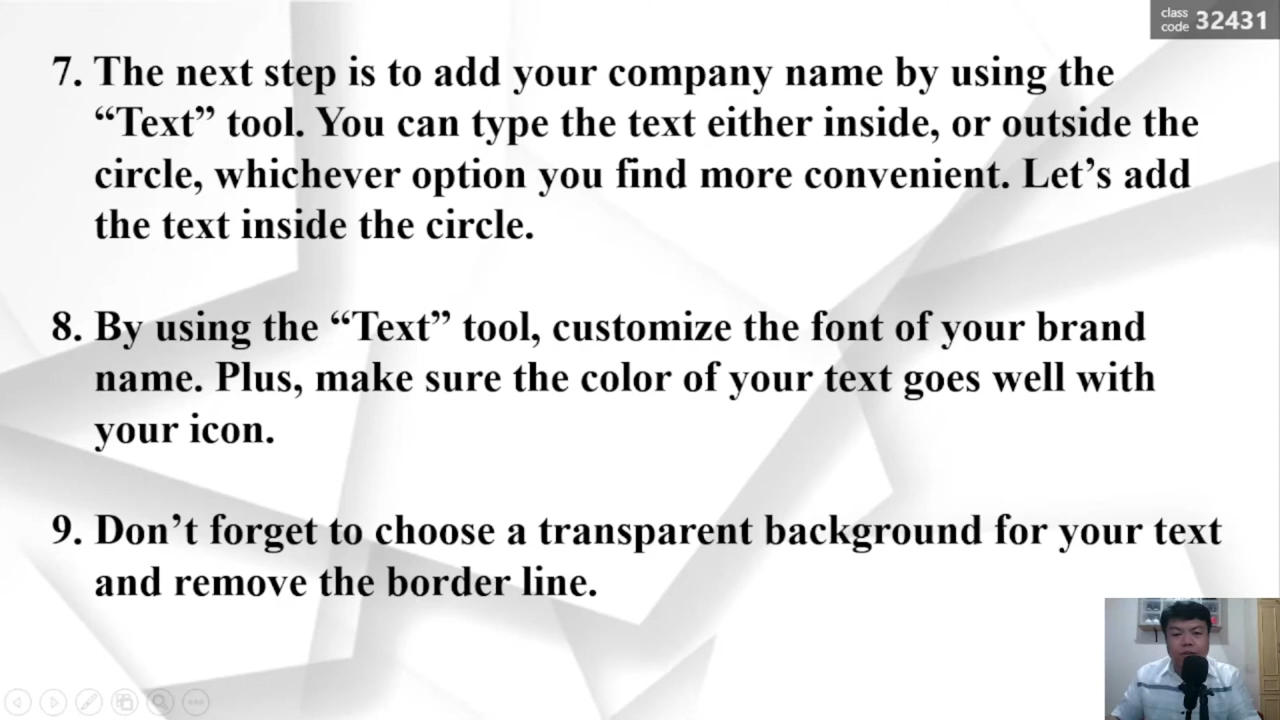 class
code 32431
7. The next step is to add your company name by using the
“Text” tool. You can type the text either inside, or outside the
circle, whichever option you find more convenient. Let’s add
the text inside the circle.
8. By using the “Text” tool, customize the font of your brand
name. Plus, make sure the color of your text goes well with
your icon.
9. Don’t forget to choose a transparent background for your text
and remove the border line.